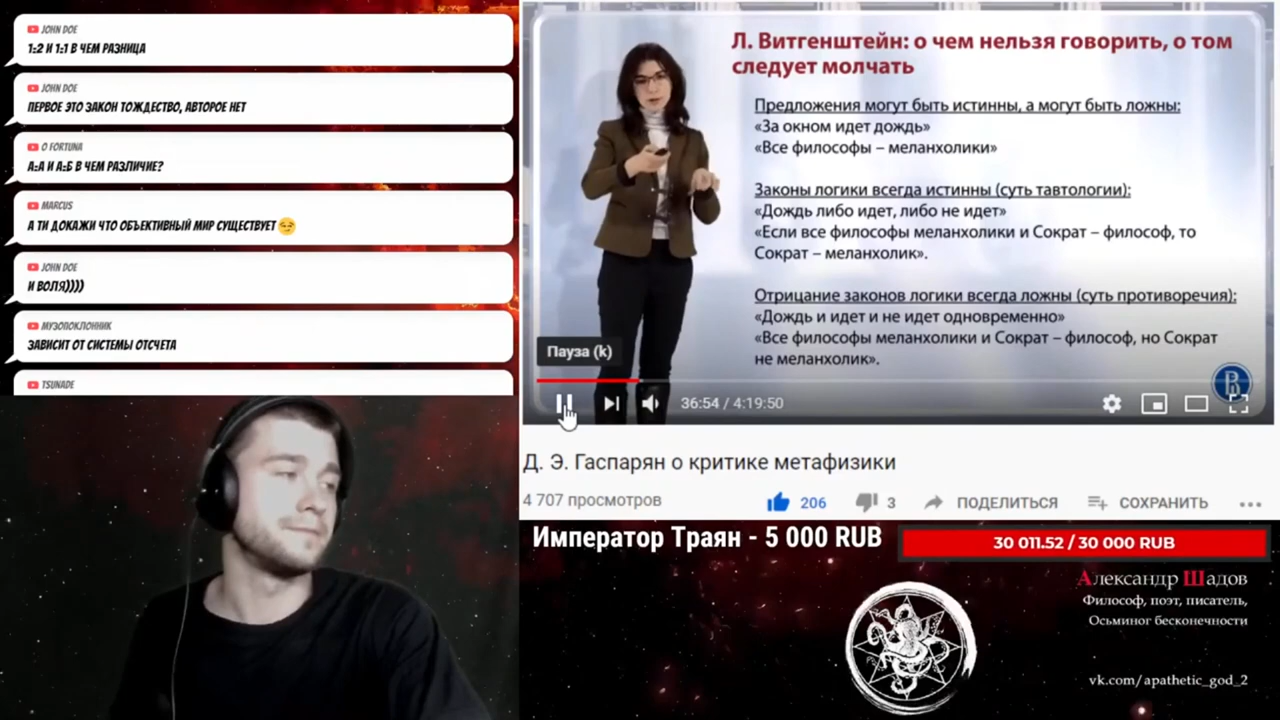 JOHN DOE
1=2 И 1=1 В ЧЕМ РАЗНИЦА
JOHN DOE
ПЕРВОЕ ЭТО ЗАКОН ТОЖДЕСТВО, АВТОРОЕ НЕТ
O FORTUNA
А=А И А=Б В ЧЕМ РАЗЛИЧИЕ?
MARCUS
А ТИ ДОКАЖИ ЧТО ОБЪЕКТИВНЫЙ МИР СУЩЕСТВУЕТ
JOHN DOE
И ВОЛЯ))))
МУЗОПОКЛОННИК
ЗАВИСИТ ОТ СИСТЕМЫ ОТСЧЕТА
TSUNADE
Л. Витгенштейн: о чем нельзя говорить, о том
следует молчать
Предложения могут быть истинны, а могут быть ложны:
«За окном идет дождь»
«Все философы – меланхолики»
Законы логики всегда истинны (суть тавтологии):
«Дождь либо идет, либо не идет»
«Если все философы меланхолики и Сократ – философ, то
Сократ – меланхолик».
Отрицание законов логики всегда ложны (суть противоречия):
«Дождь и идет и не идет одновременно»
«Все философы меланхолики и Сократ – философ, но Сократ
не меланхолик».
Пауза (k)
36:54 / 4:19:50
Д. Э. Гаспарян о критике метафизики
4 707 просмотров
206
3
ПОДЕЛИТЬСЯ
СОХРАНИТЬ
Император Траян - 5 000 RUB
30 011.52 / 30 000 RUB
Александр Шадов
Философ, поэт, писатель,
Осьминог бесконечности
vk.com/apathetic_god_2